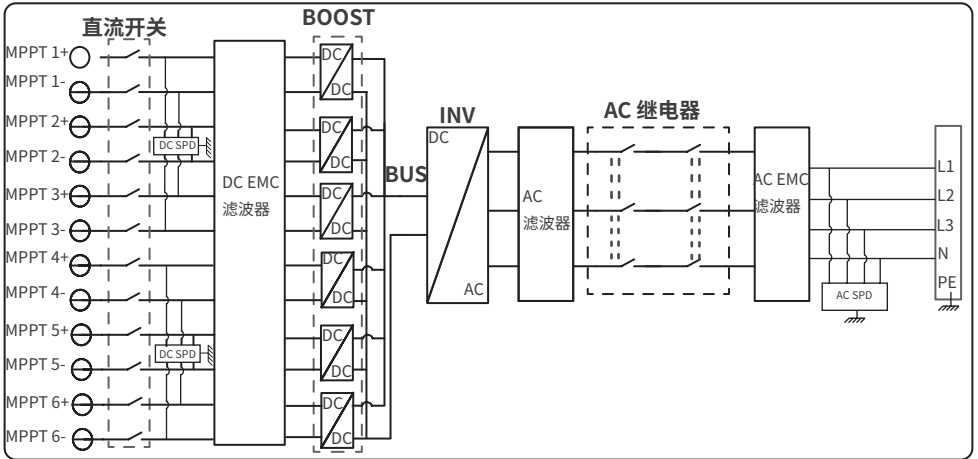 直流开关
BOOST
MPPT 1+
MPPT 1-
MPPT 2+
MPPT 2-
MPPT 3+
MPPT 3-
MPPT 4+
MPPT 4-
MPPT 5+
MPPT 5-
MPPT 6+
MPPT 6-
DC SPD
DC SPD
DC EMC
滤波器
DC
DC
DC
DC
DC
DC
DC
DC
DC
DC
DC
DC
BUS
INV
DC
AC
AC
滤波器
AC 继电器
AC EMC
滤波器
AC SPD
L1
L2
L3
N
PE